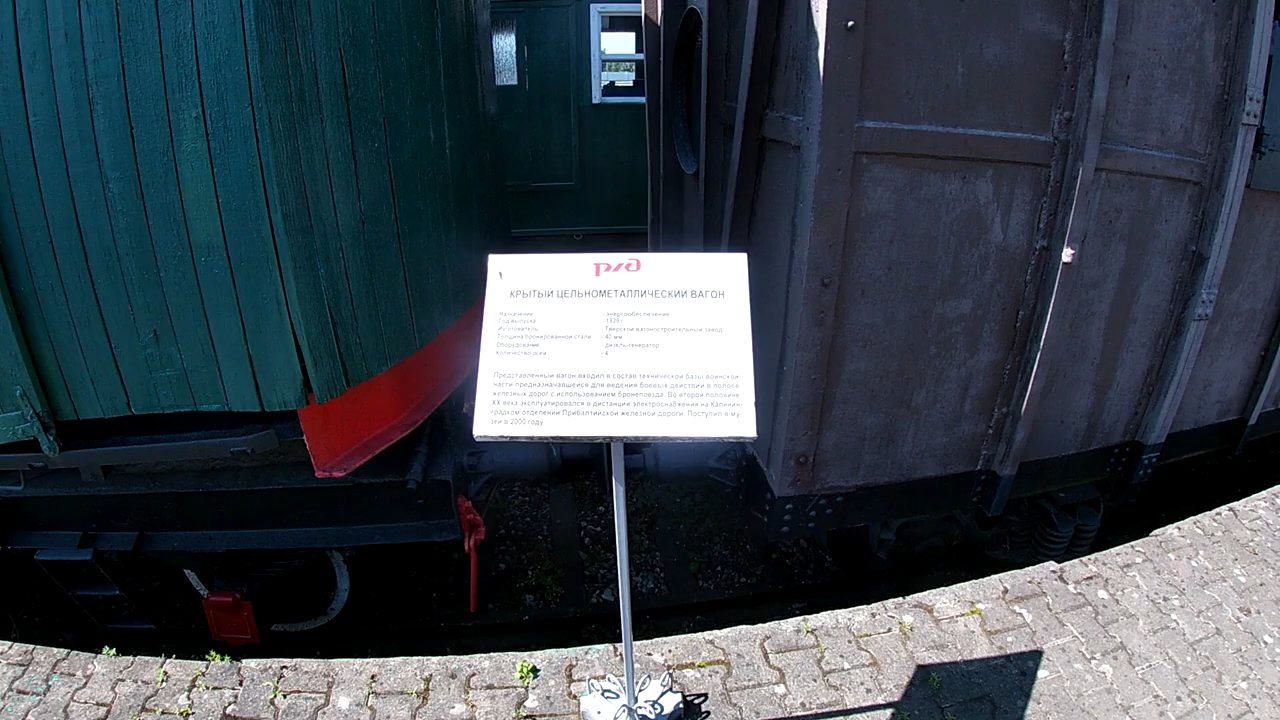 ржд
КРЫТЫЙ ЦЕЛЬНОМЕТАЛЛИЧЕСКИЙ ВАГОН
Назначение: - энергообеспечение
Год выпуска: - 1929 г.
Изготовитель: - Тверской вагоностроительный завод
Толщина бронированной стали: - 40 мм
Оборудование: - дизель-генератор
Количество осей: - 4
Представленный вагон входил в состав технической базы воинской
части предназначавшейся для ведения боевых действий в полосе
железных дорог с использованием бронепоезда. Во второй половине
XX века эксплуатировался в дистанции электроснабжения на Калинин-
градском отделении Прибалтийской железной дороги. Поступил в му-
зей в 2000 году.